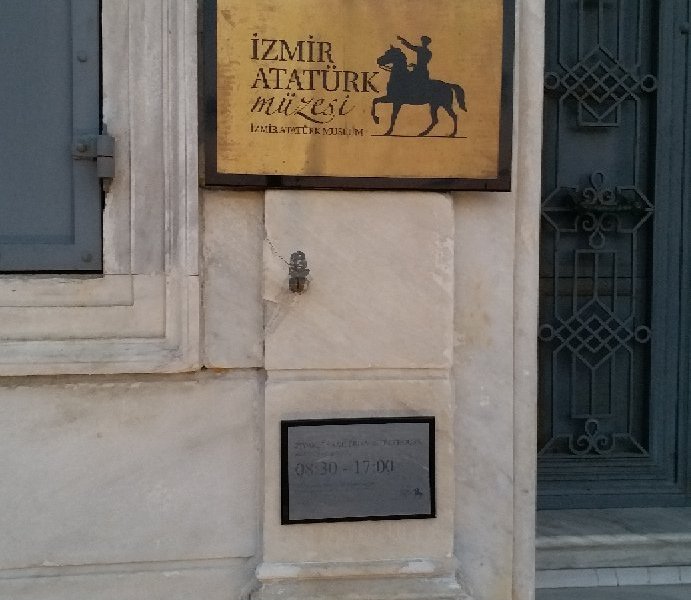 İZMİR
ATATÜRK
müzesi
İZMİR ATATÜRK MUSEUM
08:30 - 17:00